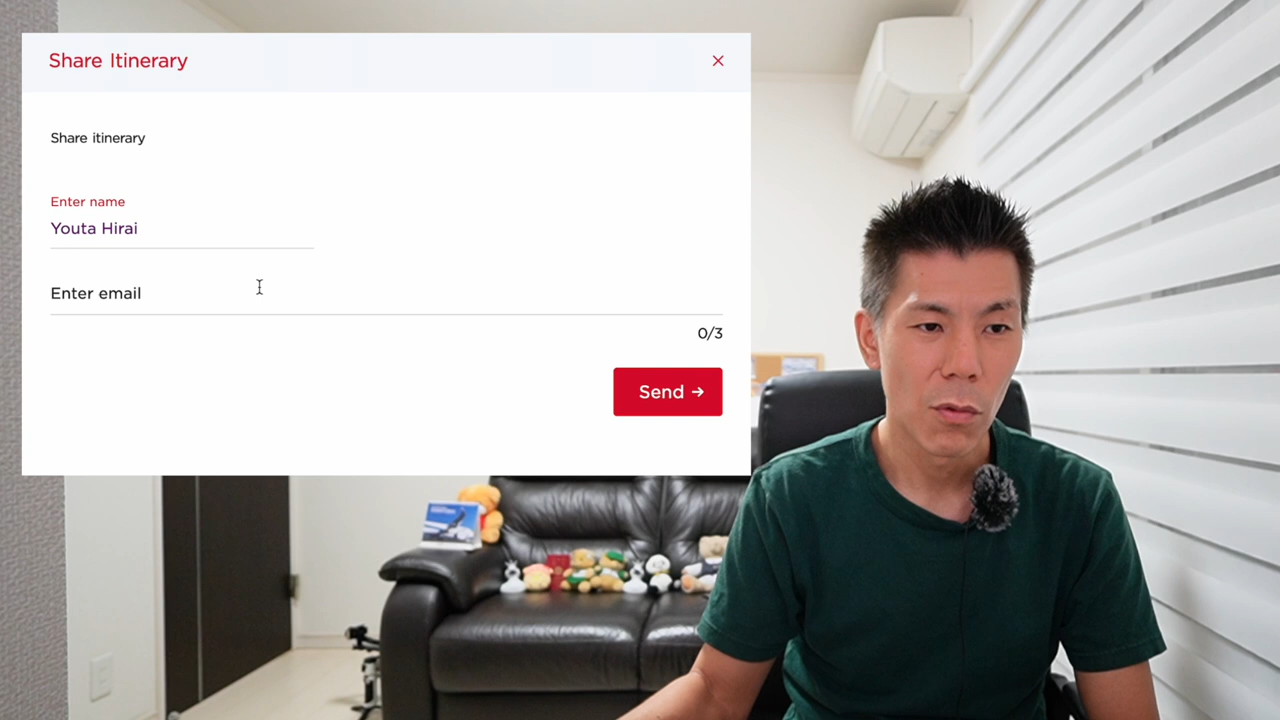 Share Itinerary
Share itinerary
Enter name
Youta Hirai
Enter email
0/3
Send